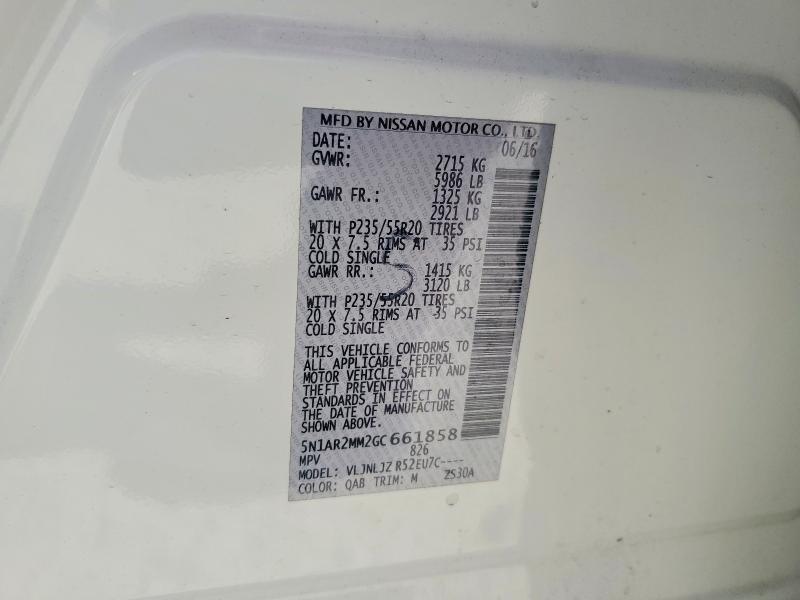 MFD BY NISSAN MOTOR CO., LTD.
DATE: 06/16
GVWR: 2715 KG
5986 LB
GAWR FR.: 1325 KG
2921 LB
WITH P235/55R20 TIRES
20 X 7.5 RIMS AT 35 PSI
COLD SINGLE
GAWR RR.: 1415 KG
3120 LB
WITH P235/55R20 TIRES
20 X 7.5 RIMS AT 35 PSI
COLD SINGLE
THIS VEHICLE CONFORMS TO
ALL APPLICABLE FEDERAL
MOTOR VEHICLE SAFETY AND
THEFT PREVENTION
STANDARDS IN EFFECT ON
THE DATE OF MANUFACTURE
SHOWN ABOVE.
5N1AR2MM2GC661858
MPV 826
MODEL: VLJNLJZ R52EU7C----
COLOR: QAB TRIM: M ZS30A